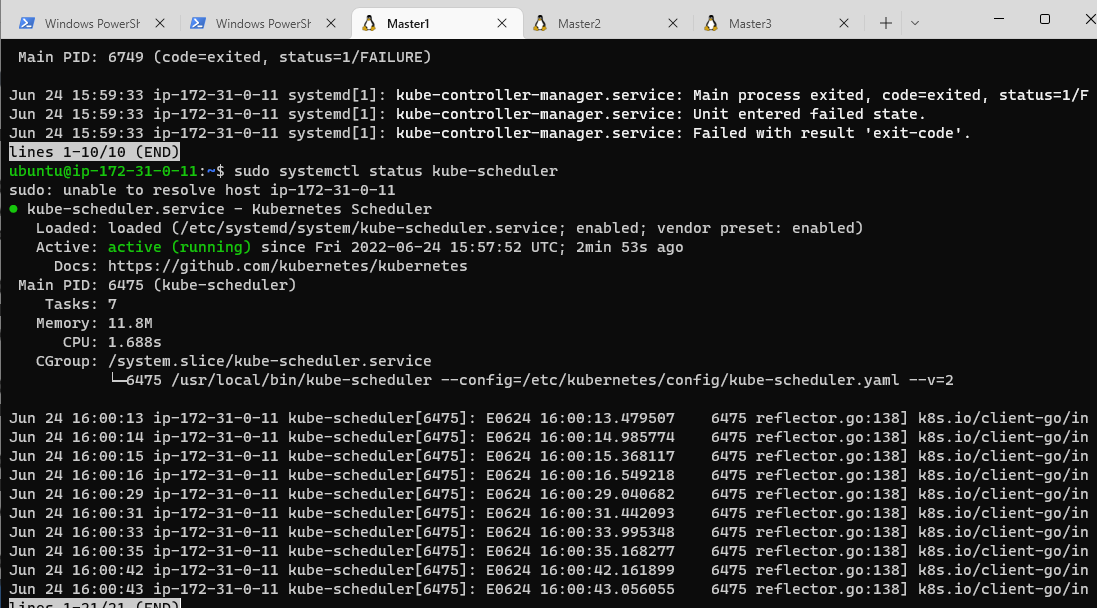 Windows PowerSh
Windows PowerSh
Master1
Master2
Master3
Main PID: 6749 (code=exited, status=1/FAILURE)
Jun 24 15:59:33 ip-172-31-0-11 systemd[1]: kube-controller-manager.service: Main process exited, code=exited, status=1/F
Jun 24 15:59:33 ip-172-31-0-11 systemd[1]: kube-controller-manager.service: Unit entered failed state.
Jun 24 15:59:33 ip-172-31-0-11 systemd[1]: kube-controller-manager.service: Failed with result 'exit-code'.
lines 1-10/10 (END)
ubuntu@ip-172-31-0-11:~$ sudo systemctl status kube-scheduler
sudo: unable to resolve host ip-172-31-0-11
● kube-scheduler.service - Kubernetes Scheduler
Loaded: loaded (/etc/systemd/system/kube-scheduler.service; enabled; vendor preset: enabled)
Active: active (running) since Fri 2022-06-24 15:57:52 UTC; 2min 53s ago
Docs: https://github.com/kubernetes/kubernetes
Main PID: 6475 (kube-scheduler)
Tasks: 7
Memory: 11.8M
CPU: 1.688s
CGroup: /system.slice/kube-scheduler.service
└─6475 /usr/local/bin/kube-scheduler --config=/etc/kubernetes/config/kube-scheduler.yaml --v=2
Jun 24 16:00:13 ip-172-31-0-11 kube-scheduler[6475]: E0624 16:00:13.479507    6475 reflector.go:138] k8s.io/client-go/in
Jun 24 16:00:14 ip-172-31-0-11 kube-scheduler[6475]: E0624 16:00:14.985774    6475 reflector.go:138] k8s.io/client-go/in
Jun 24 16:00:15 ip-172-31-0-11 kube-scheduler[6475]: E0624 16:00:15.368117    6475 reflector.go:138] k8s.io/client-go/in
Jun 24 16:00:16 ip-172-31-0-11 kube-scheduler[6475]: E0624 16:00:16.549218    6475 reflector.go:138] k8s.io/client-go/in
Jun 24 16:00:29 ip-172-31-0-11 kube-scheduler[6475]: E0624 16:00:29.040682    6475 reflector.go:138] k8s.io/client-go/in
Jun 24 16:00:31 ip-172-31-0-11 kube-scheduler[6475]: E0624 16:00:31.442093    6475 reflector.go:138] k8s.io/client-go/in
Jun 24 16:00:33 ip-172-31-0-11 kube-scheduler[6475]: E0624 16:00:33.995348    6475 reflector.go:138] k8s.io/client-go/in
Jun 24 16:00:35 ip-172-31-0-11 kube-scheduler[6475]: E0624 16:00:35.168277    6475 reflector.go:138] k8s.io/client-go/in
Jun 24 16:00:42 ip-172-31-0-11 kube-scheduler[6475]: E0624 16:00:42.161899    6475 reflector.go:138] k8s.io/client-go/in
Jun 24 16:00:43 ip-172-31-0-11 kube-scheduler[6475]: E0624 16:00:43.056055    6475 reflector.go:138] k8s.io/client-go/in
lines 1-21/21 (END)